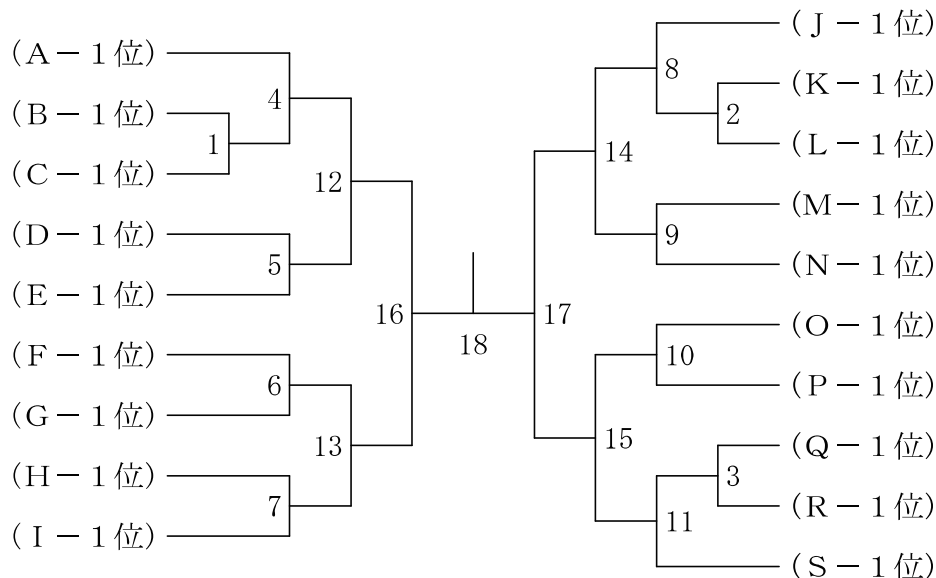 (A－1位)
(B－1位)
(C－1位)
(D－1位)
(E－1位)
(F－1位)
(G－1位)
(H－1位)
(I－1位)
1
4
5
6
7
12
13
16
18
17
14
15
8
9
10
11
2
3
(J－1位)
(K－1位)
(L－1位)
(M－1位)
(N－1位)
(O－1位)
(P－1位)
(Q－1位)
(R－1位)
(S－1位)